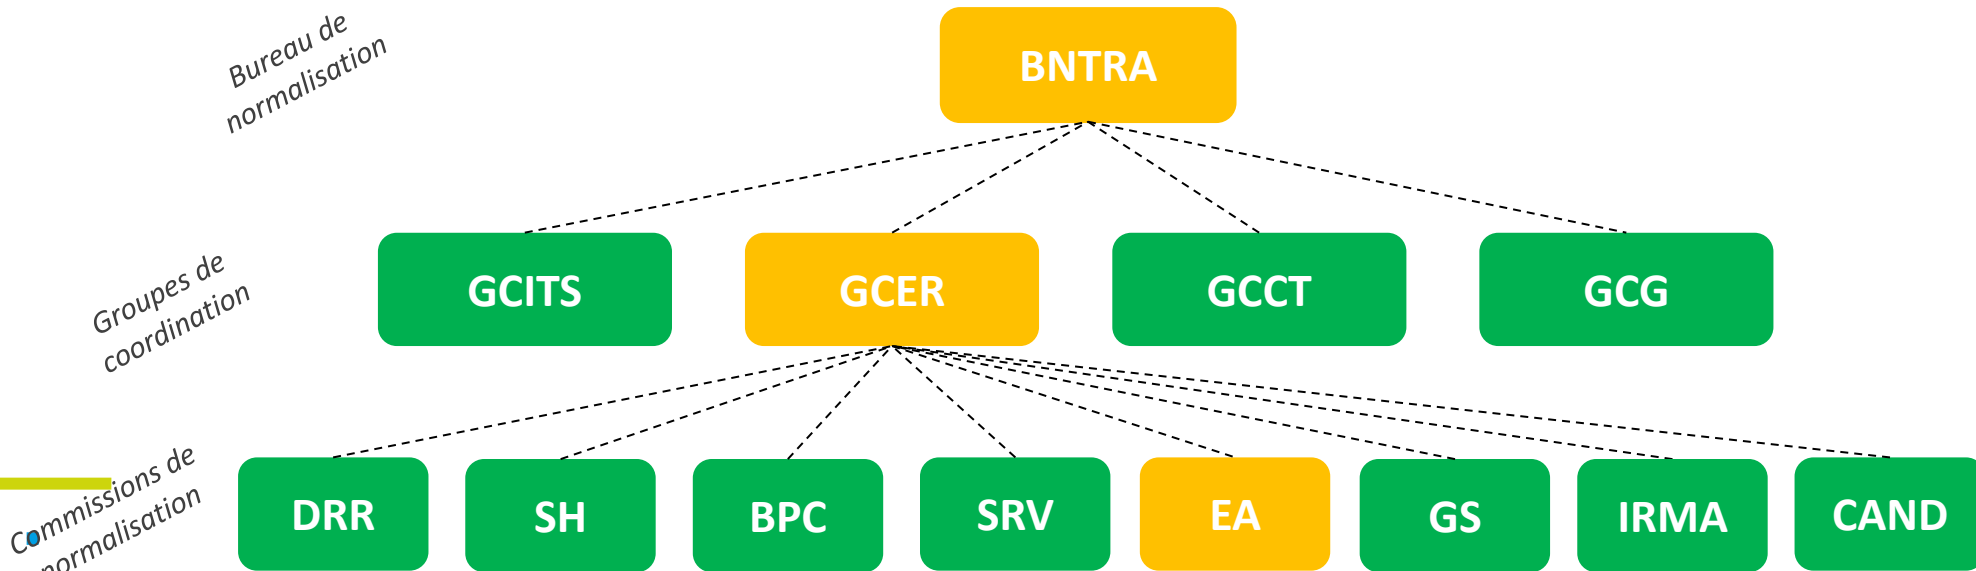 Bureau de
normalisation
BNTRA
Groupes de
coordination
GCITS
GCER
GCCT
GCG
Commissions de
normalisation
DRR
SH
BPC
SRV
EA
GS
IRMA
CAND